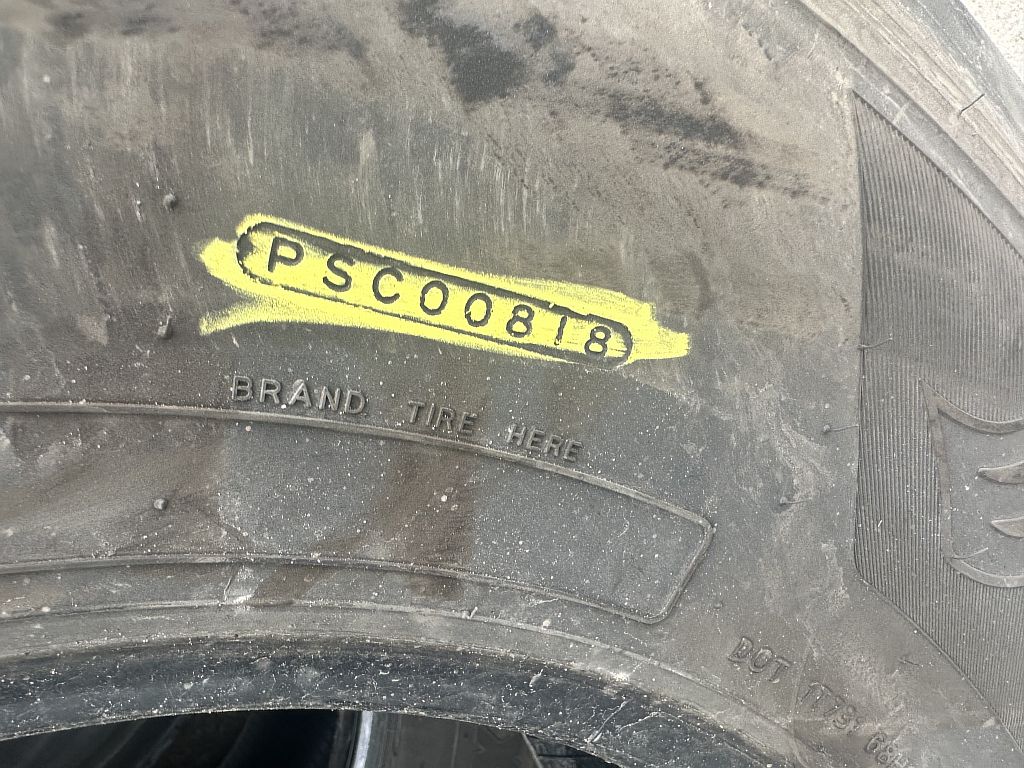 PSC00818
BRAND TIRE HERE
DOT